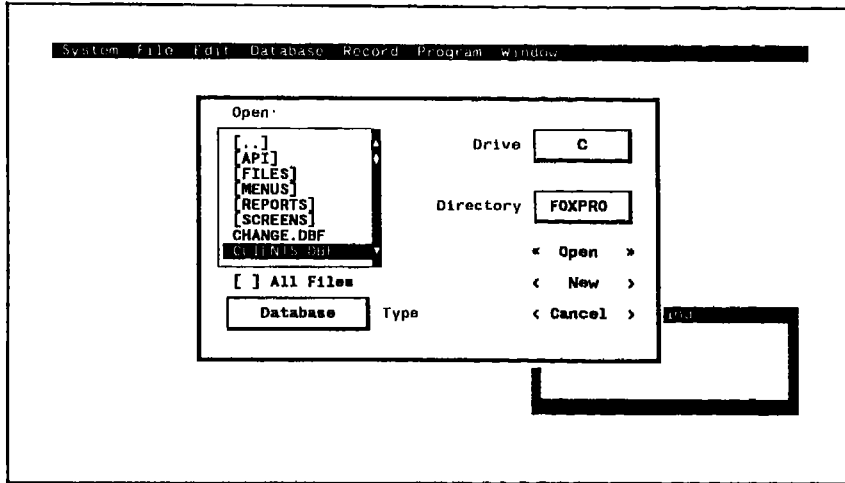 System File Edit Database Record Program Window
Open
[..]
[API]
[FILES]
[MENUS]
[REPORTS]
[SCREENS]
CHANGE.DBF
CLIENTS.DBF
[ ] All Files
Database Type
Drive C
Directory FOXPRO
« Open »
< New >
< Cancel >